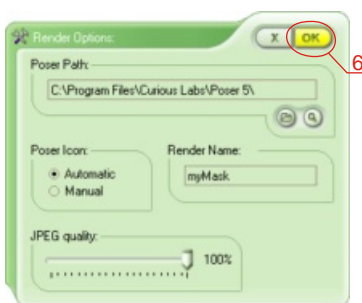 Render Options:
X OK
6
Poser Path:
C:\Program Files\Curious Labs\Poser 5\
Poser Icon:
Render Name:
Automatic
Manual
myMask
JPEG quality:
100%